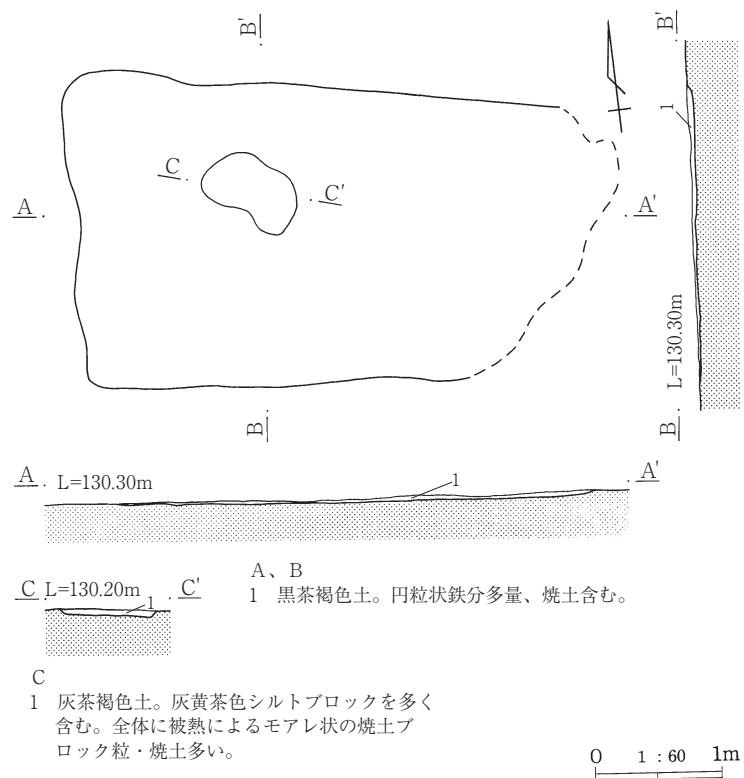 B'
B'
1
C
C'
A
A'
L=130.30m
B
B
A L=130.30m
1
A'
C L=130.20m
C'
1
A、B
1 黒茶褐色土。円粒状鉄分多量、焼土含む。
C
1 灰茶褐色土。灰黄茶色シルトブロックを多く
含む。全体に被熱によるモアレ状の焼土ブ
ロック粒・焼土多い。
0 1:60 1m